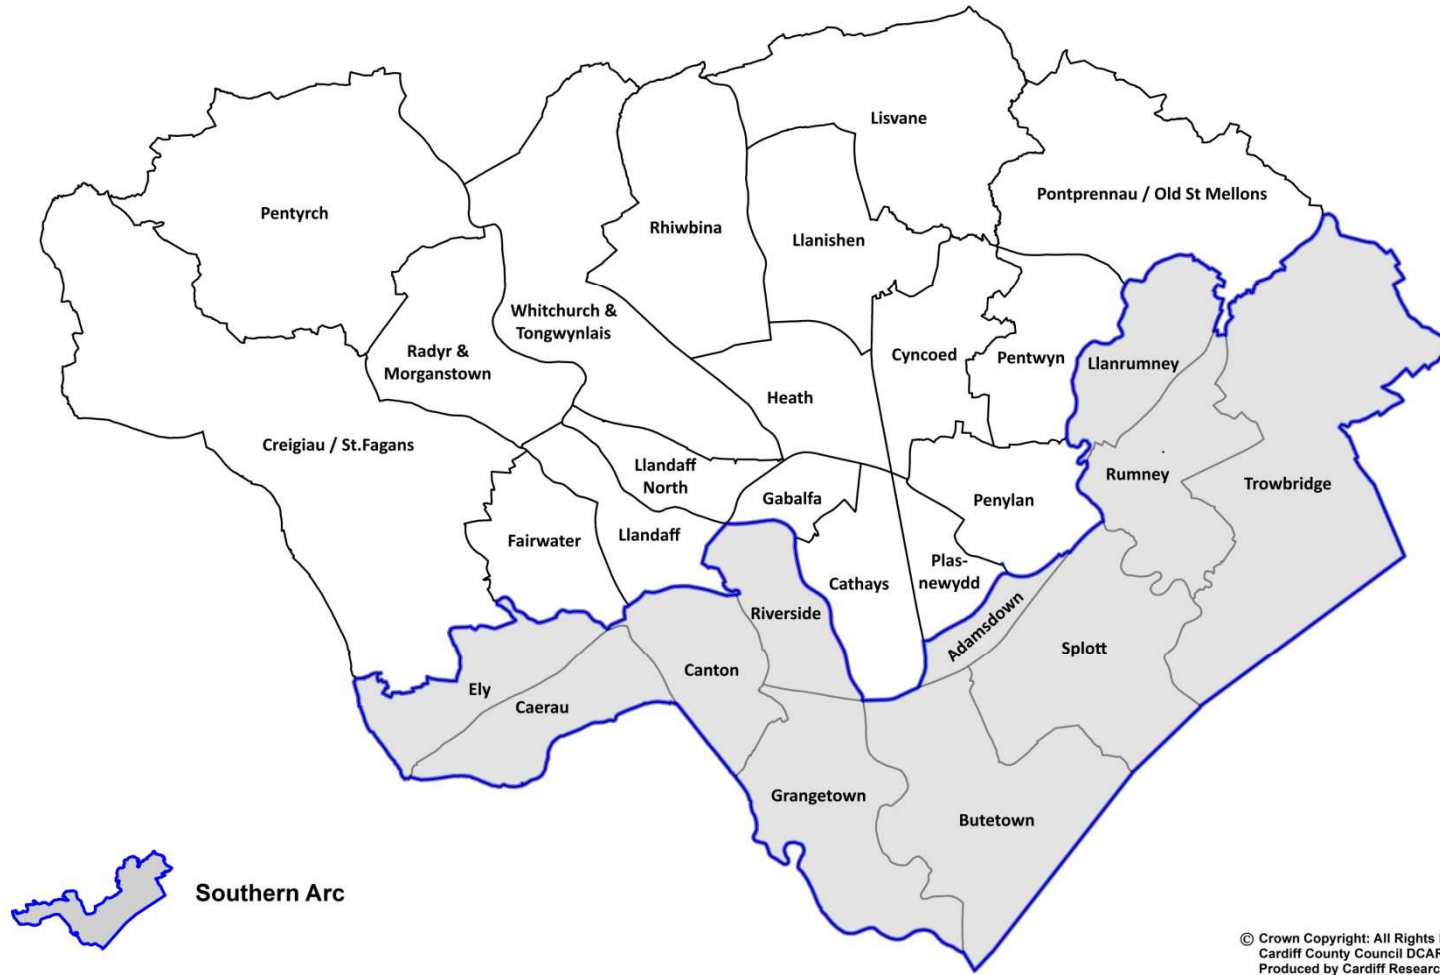 Lisvane
Pontprennau / Old St Mellons
Pentyrch
Rhiwbina
Llanishen
Whitchurch &
Tongwynlais
Radyr &
Morganstown
Cyncoed
Pentwyn
Llanrumney
Heath
Creigiau / St.Fagans
Llandaff
North
Gabalfa
Penylan
Rumney
Trowbridge
Fairwater
Llandaff
Cathays
Plas-
newydd
Riverside
Adamsdown
Splott
Canton
Ely
Caerau
Grangetown
Butetown
Southern Arc
© Crown Copyright: All Rights
Cardiff County Council DCAR
Produced by Cardiff Researc